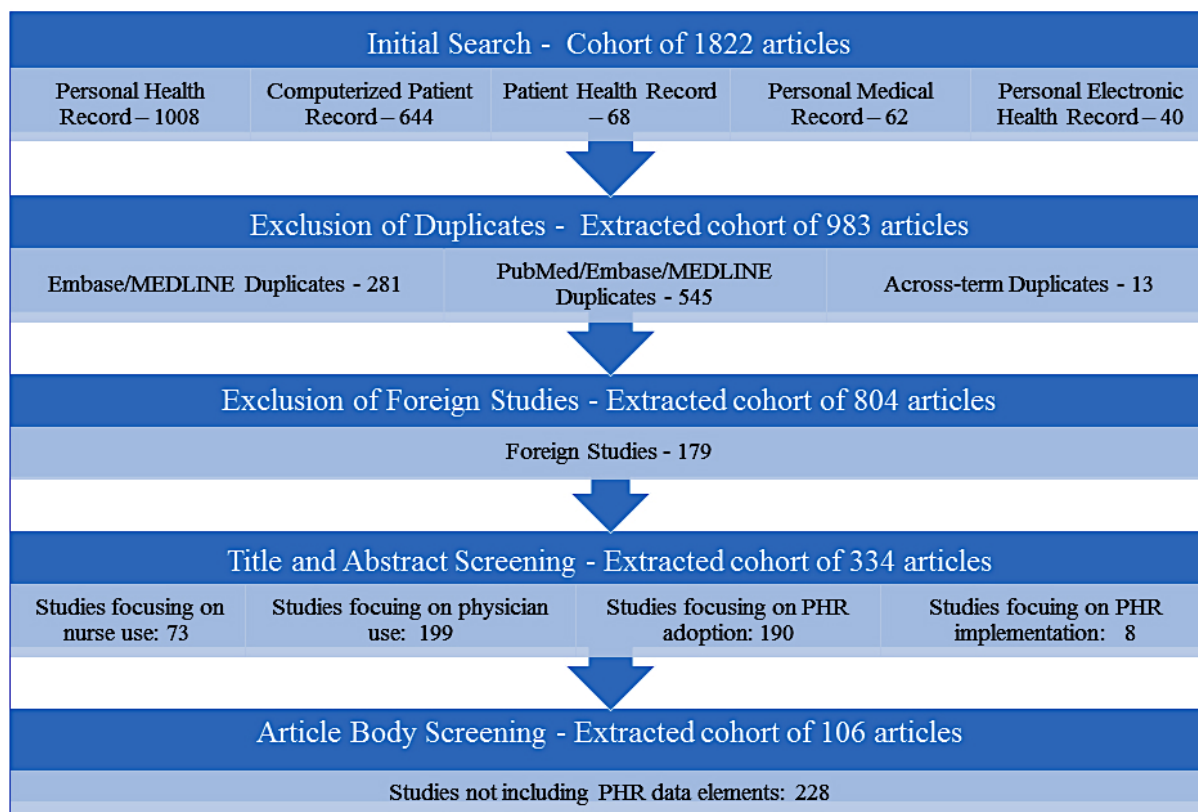 Initial Search - Cohort of 1822 articles
Personal Health
Record – 1008
Computerized Patient
Record – 644
Patient Health Record
– 68
Personal Medical
Record – 62
Personal Electronic
Health Record – 40
Exclusion of Duplicates - Extracted cohort of 983 articles
Embase/MEDLINE Duplicates - 281
PubMed/Embase/MEDLINE
Duplicates - 545
Across-term Duplicates - 13
Exclusion of Foreign Studies - Extracted cohort of 804 articles
Foreign Studies - 179
Title and Abstract Screening - Extracted cohort of 334 articles
Studies focusing on
nurse use: 73
Studies focuing on physician
use: 199
Studies focusing on PHR
adoption: 190
Studies focuing on PHR
implementation: 8
Article Body Screening - Extracted cohort of 106 articles
Studies not including PHR data elements: 228